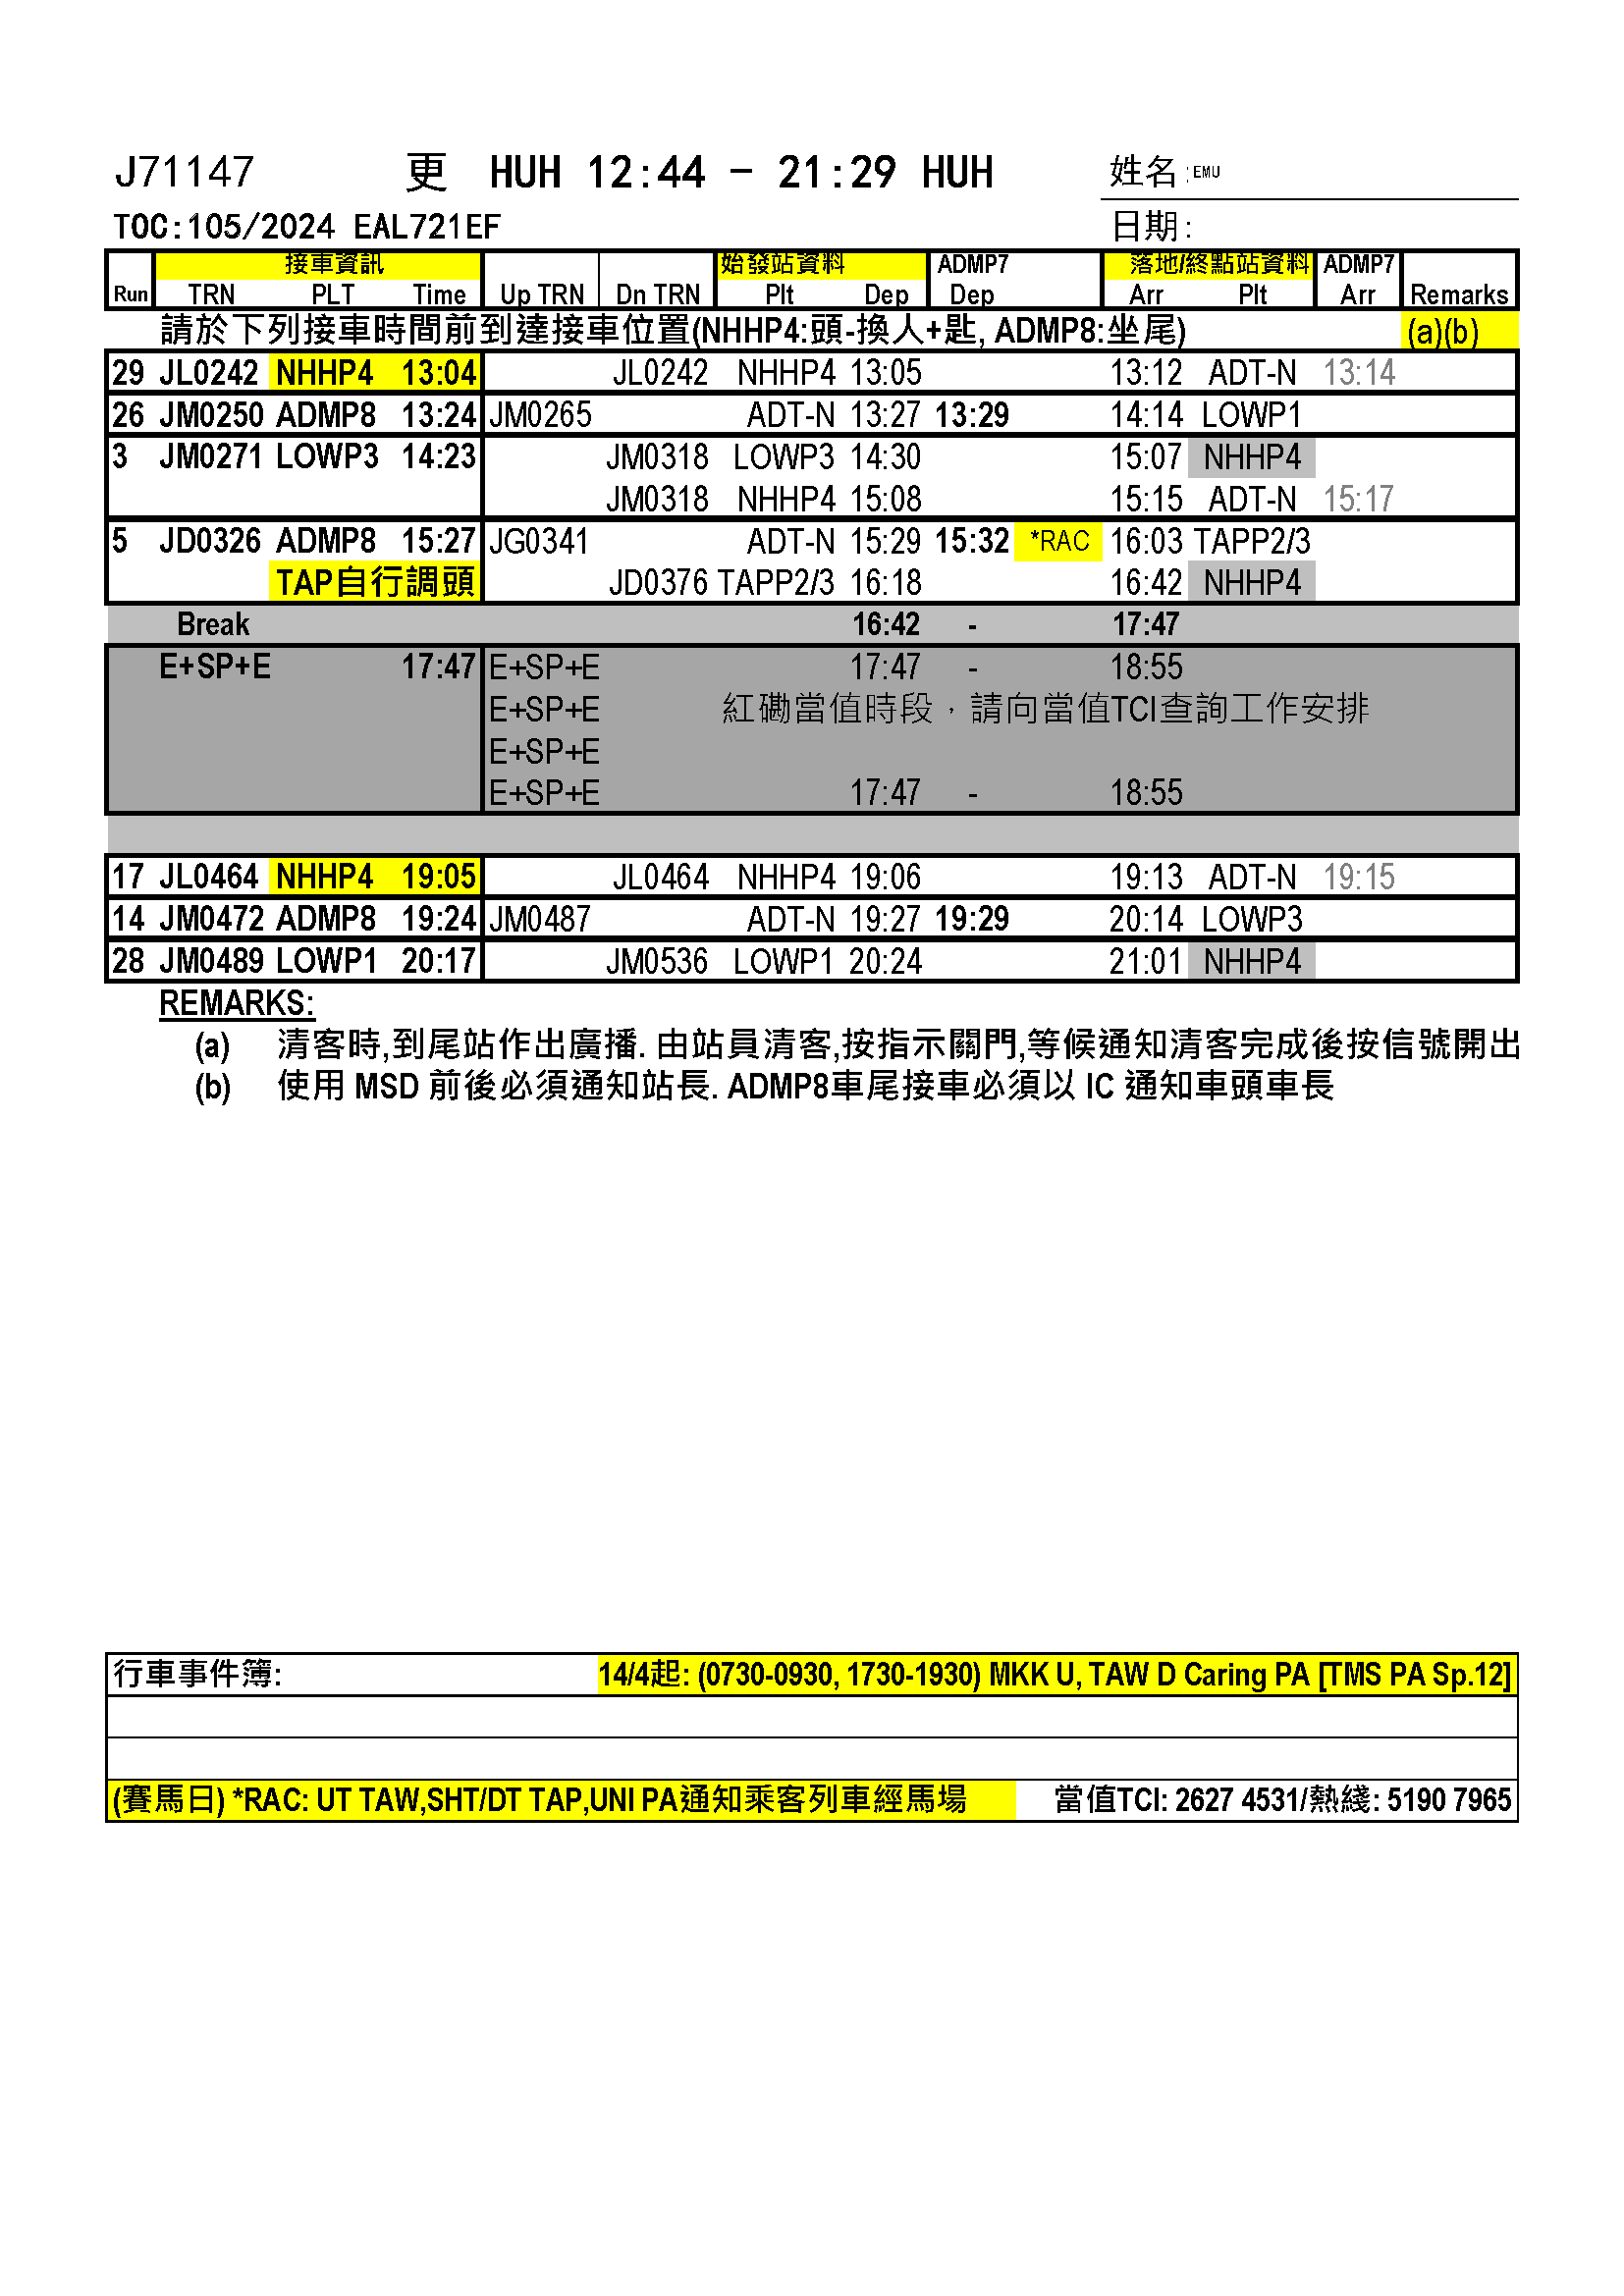 J71147 更 HUH 12:44 - 21:29 HUH 姓名:EMU
TOC:105/2024 EAL721EF 日期:
接車資訊 始發站資料 ADMP7 落地/終點站資料 ADMP7
Run TRN PLT Time Up TRN Dn TRN Plt Dep Dep Arr Plt Arr Remarks
請於下列接車時間前到達接車位置(NHHP4:頭-換人+匙, ADMP8:坐尾) (a)(b)
29 JL0242 NHHP4 13:04 JL0242 NHHP4 13:05 13:12 ADT-N 13:14
26 JM0250 ADMP8 13:24 JM0265 ADT-N 13:27 13:29 14:14 LOWP1
3 JM0271 LOWP3 14:23 JM0318 LOWP3 14:30 15:07 NHHP4
JM0318 NHHP4 15:08 15:15 ADT-N 15:17
5 JD0326 ADMP8 15:27 JG0341 ADT-N 15:29 15:32 *RAC 16:03 TAPP2/3
TAP自行調頭 JD0376 TAPP2/3 16:18 16:42 NHHP4
Break 16:42 - 17:47
E+SP+E 17:47 E+SP+E 17:47 - 18:55
E+SP+E 紅磡當值時段，請向當值TCI查詢工作安排
E+SP+E
E+SP+E 17:47 - 18:55
17 JL0464 NHHP4 19:05 JL0464 NHHP4 19:06 19:13 ADT-N 19:15
14 JM0472 ADMP8 19:24 JM0487 ADT-N 19:27 19:29 20:14 LOWP3
28 JM0489 LOWP1 20:17 JM0536 LOWP1 20:24 21:01 NHHP4
REMARKS:
(a) 清客時,到尾站作出廣播. 由站員清客,按指示關門,等候通知清客完成後按信號開出
(b) 使用 MSD 前後必須通知站長. ADMP8車尾接車必須以 IC 通知車頭車長
行車事件簿: 14/4起: (0730-0930, 1730-1930) MKK U, TAW D Caring PA [TMS PA Sp.12]
(賽馬日) *RAC: UT TAW,SHT/DT TAP,UNI PA通知乘客列車經馬場 當值TCI: 2627 4531/熱綫: 5190 7965